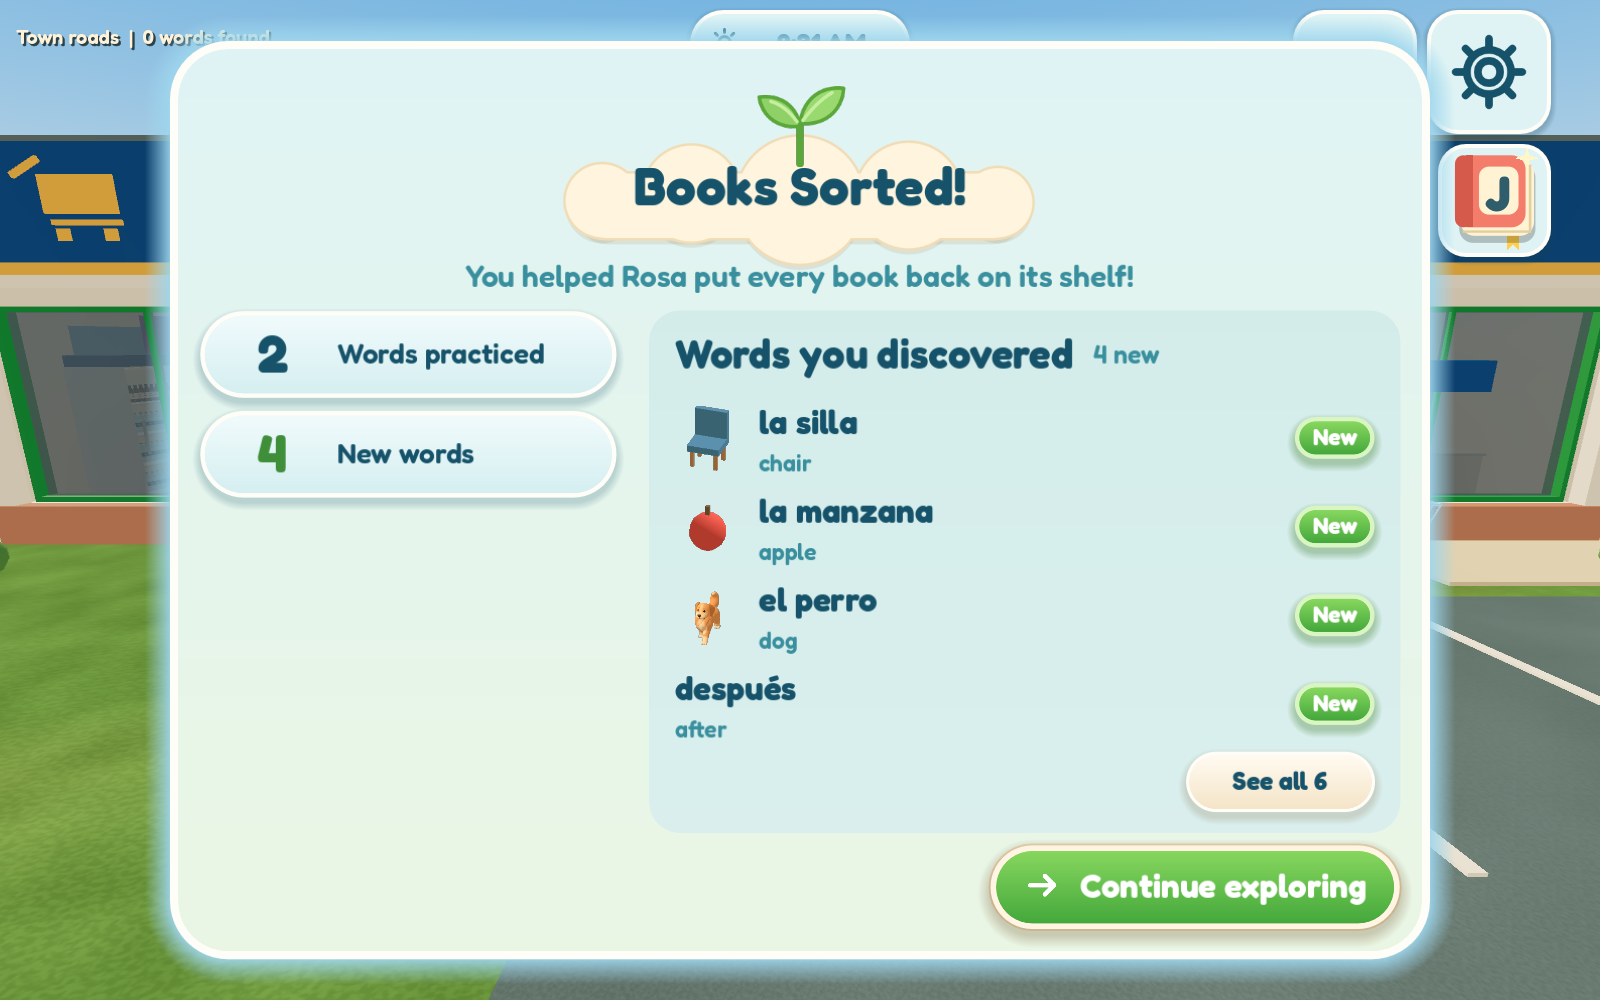 Town roads | 0 words found
Books Sorted!
You helped Rosa put every book back on its shelf!
2 Words practiced
4 New words
Words you discovered 4 new
la silla
chair
New
la manzana
apple
New
el perro
dog
New
después
after
New
See all 6
Continue exploring
J